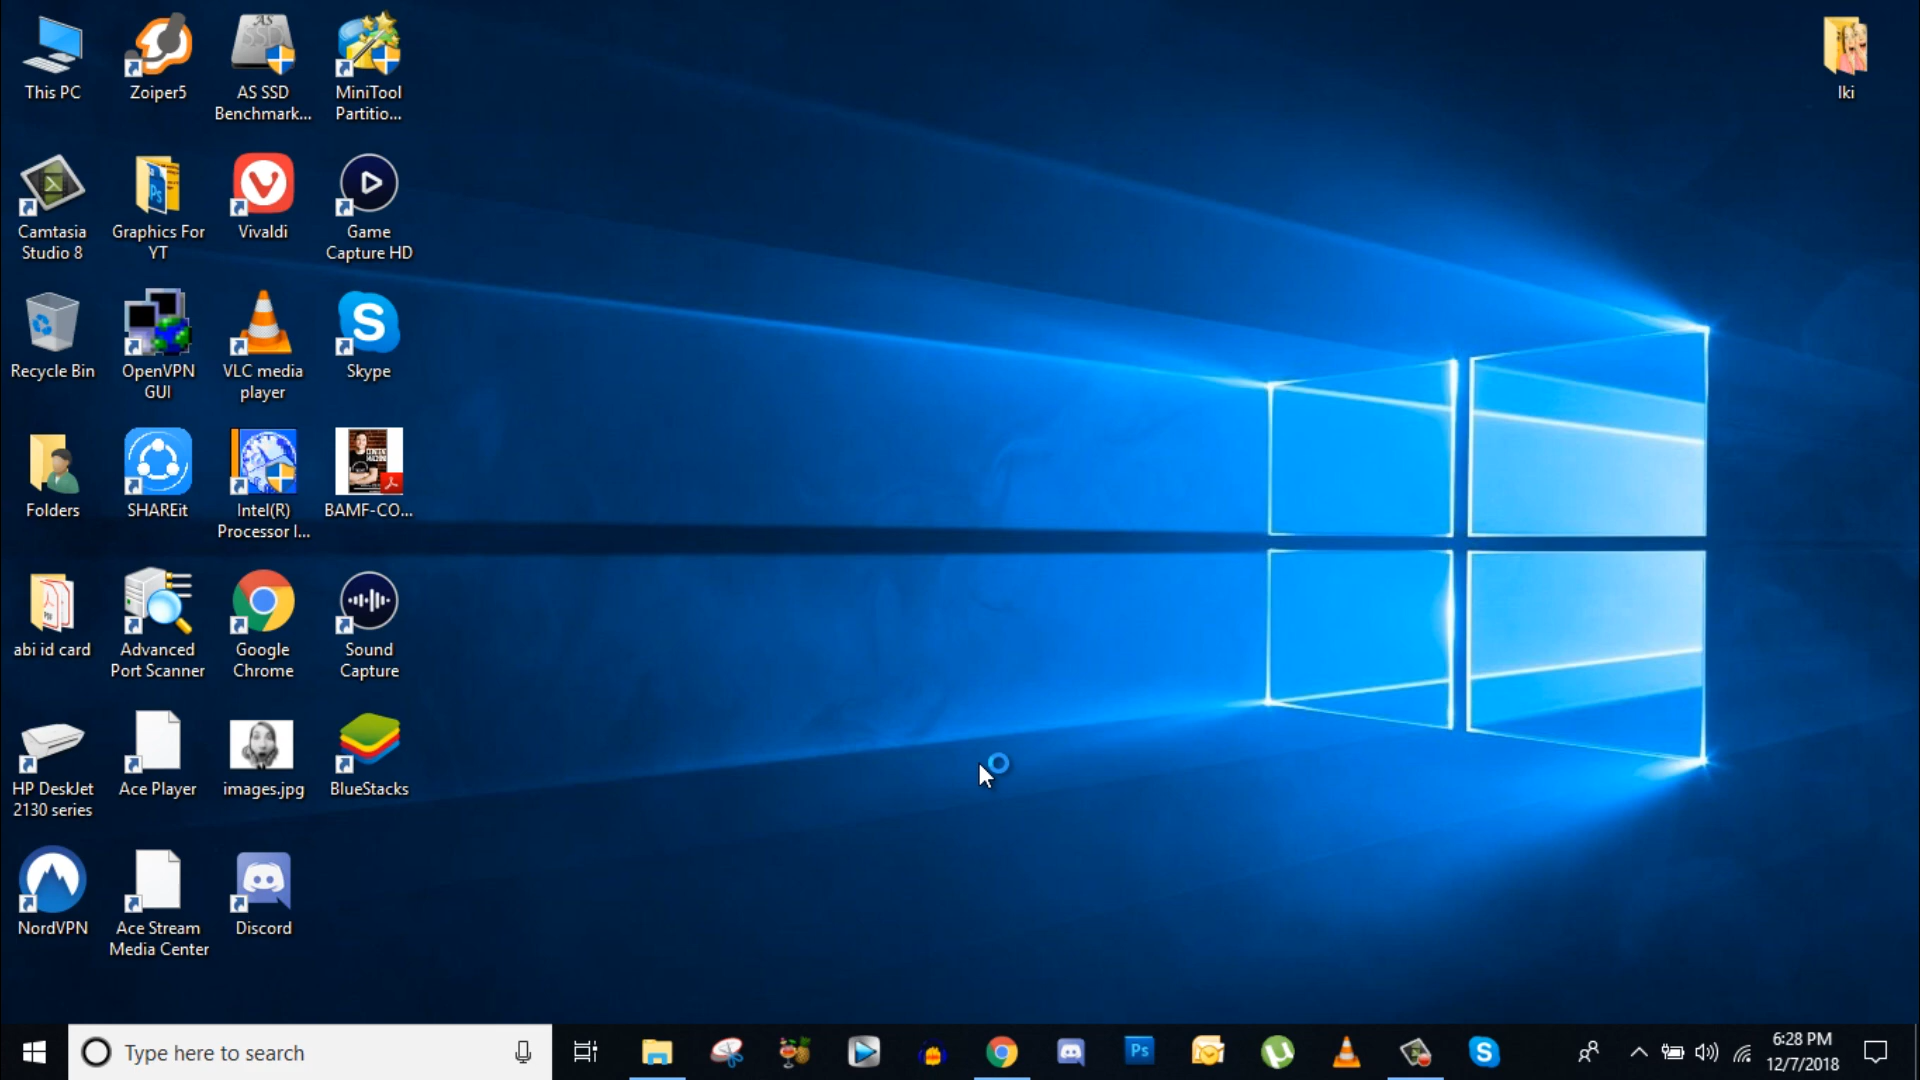 This PC
Zoiper5
AS SSD
Benchmark...
MiniTool
Partitio...
Iki
Camtasia
Studio 8
Graphics For
YT
Vivaldi
Game
Capture HD
Recycle Bin
OpenVPN
GUI
VLC media
player
Skype
Folders
SHAREit
Intel(R)
Processor I...
BAMF-CO...
abi id card
Advanced
Port Scanner
Google
Chrome
Sound
Capture
HP DeskJet
2130 series
Ace Player
images.jpg
BlueStacks
NordVPN
Ace Stream
Media Center
Discord
Type here to search
Ps
6:28 PM
12/7/2018